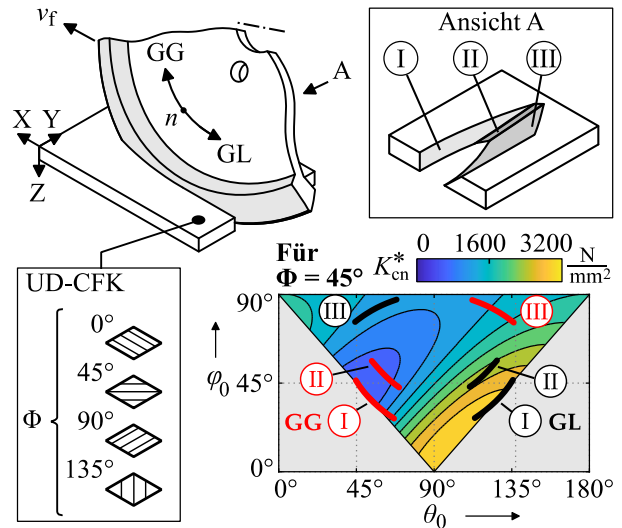 v_f
GG
n
GL
A
X
Y
Z
Ansicht A
I
II
III
UD-CFK
Φ
0°
45°
90°
135°
Für
Φ = 45°
K*cn
0 1600 3200
N
mm²
90°
φ₀ 45°
0°
III
III
II
II
GG I
I GL
0° 45° 90° 135° 180°
θ₀